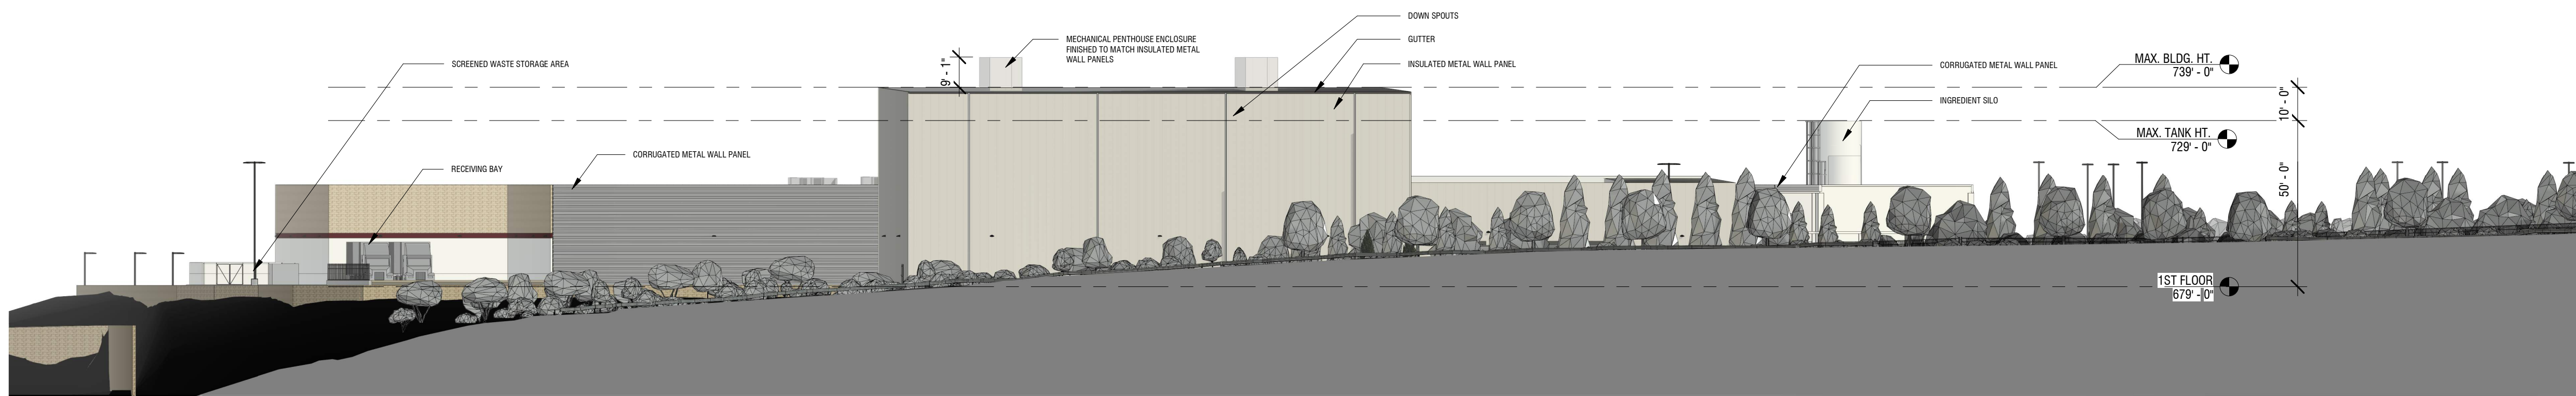 DOWN SPOUTS
MECHANICAL PENTHOUSE ENCLOSURE
FINISHED TO MATCH INSULATED METAL
WALL PANELS
GUTTER
SCREENED WASTE STORAGE AREA
9' - 1"
INSULATED METAL WALL PANEL
CORRUGATED METAL WALL PANEL
MAX. BLDG. HT.
739' - 0"
INGREDIENT SILO
10' - 0"
MAX. TANK HT.
729' - 0"
CORRUGATED METAL WALL PANEL
RECEIVING BAY
50' - 0"
1ST FLOOR
679' - 0"